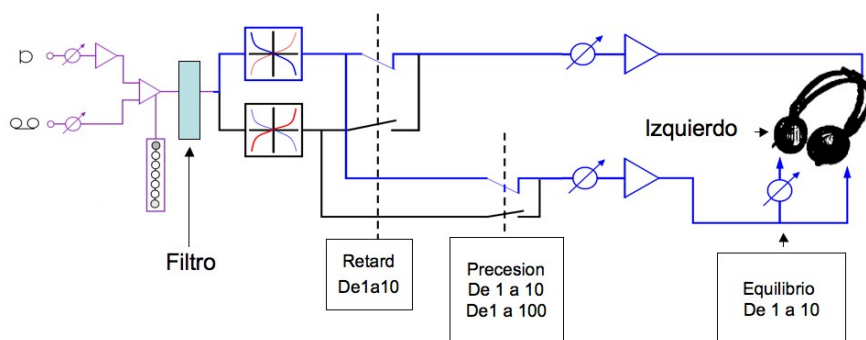 Izquierdo
Filtro
Retard
De1a10
Precesion
De 1 a 10
De1 a 100
Equilibrio
De 1 a 10